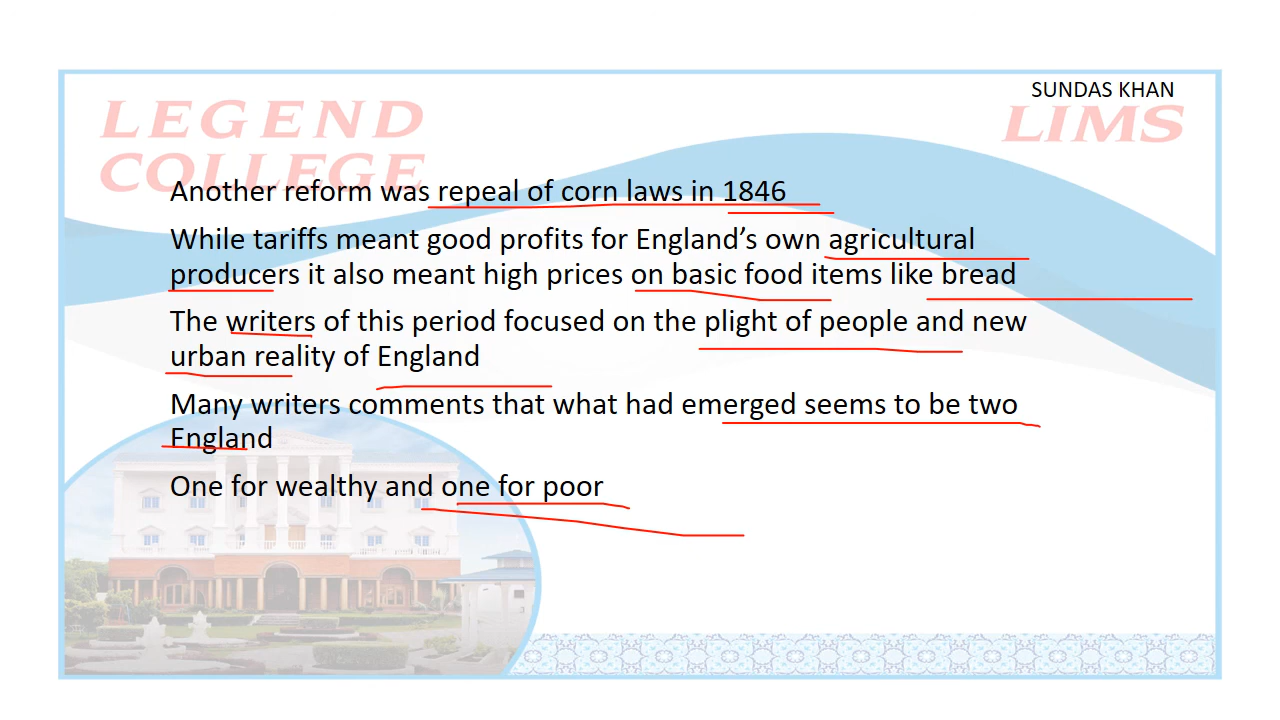 SUNDAS KHAN
LEGEND
COLLEGE
LIMS
Another reform was repeal of corn laws in 1846
While tariffs meant good profits for England’s own agricultural
producers it also meant high prices on basic food items like bread
The writers of this period focused on the plight of people and new
urban reality of England
Many writers comments that what had emerged seems to be two
England
One for wealthy and one for poor